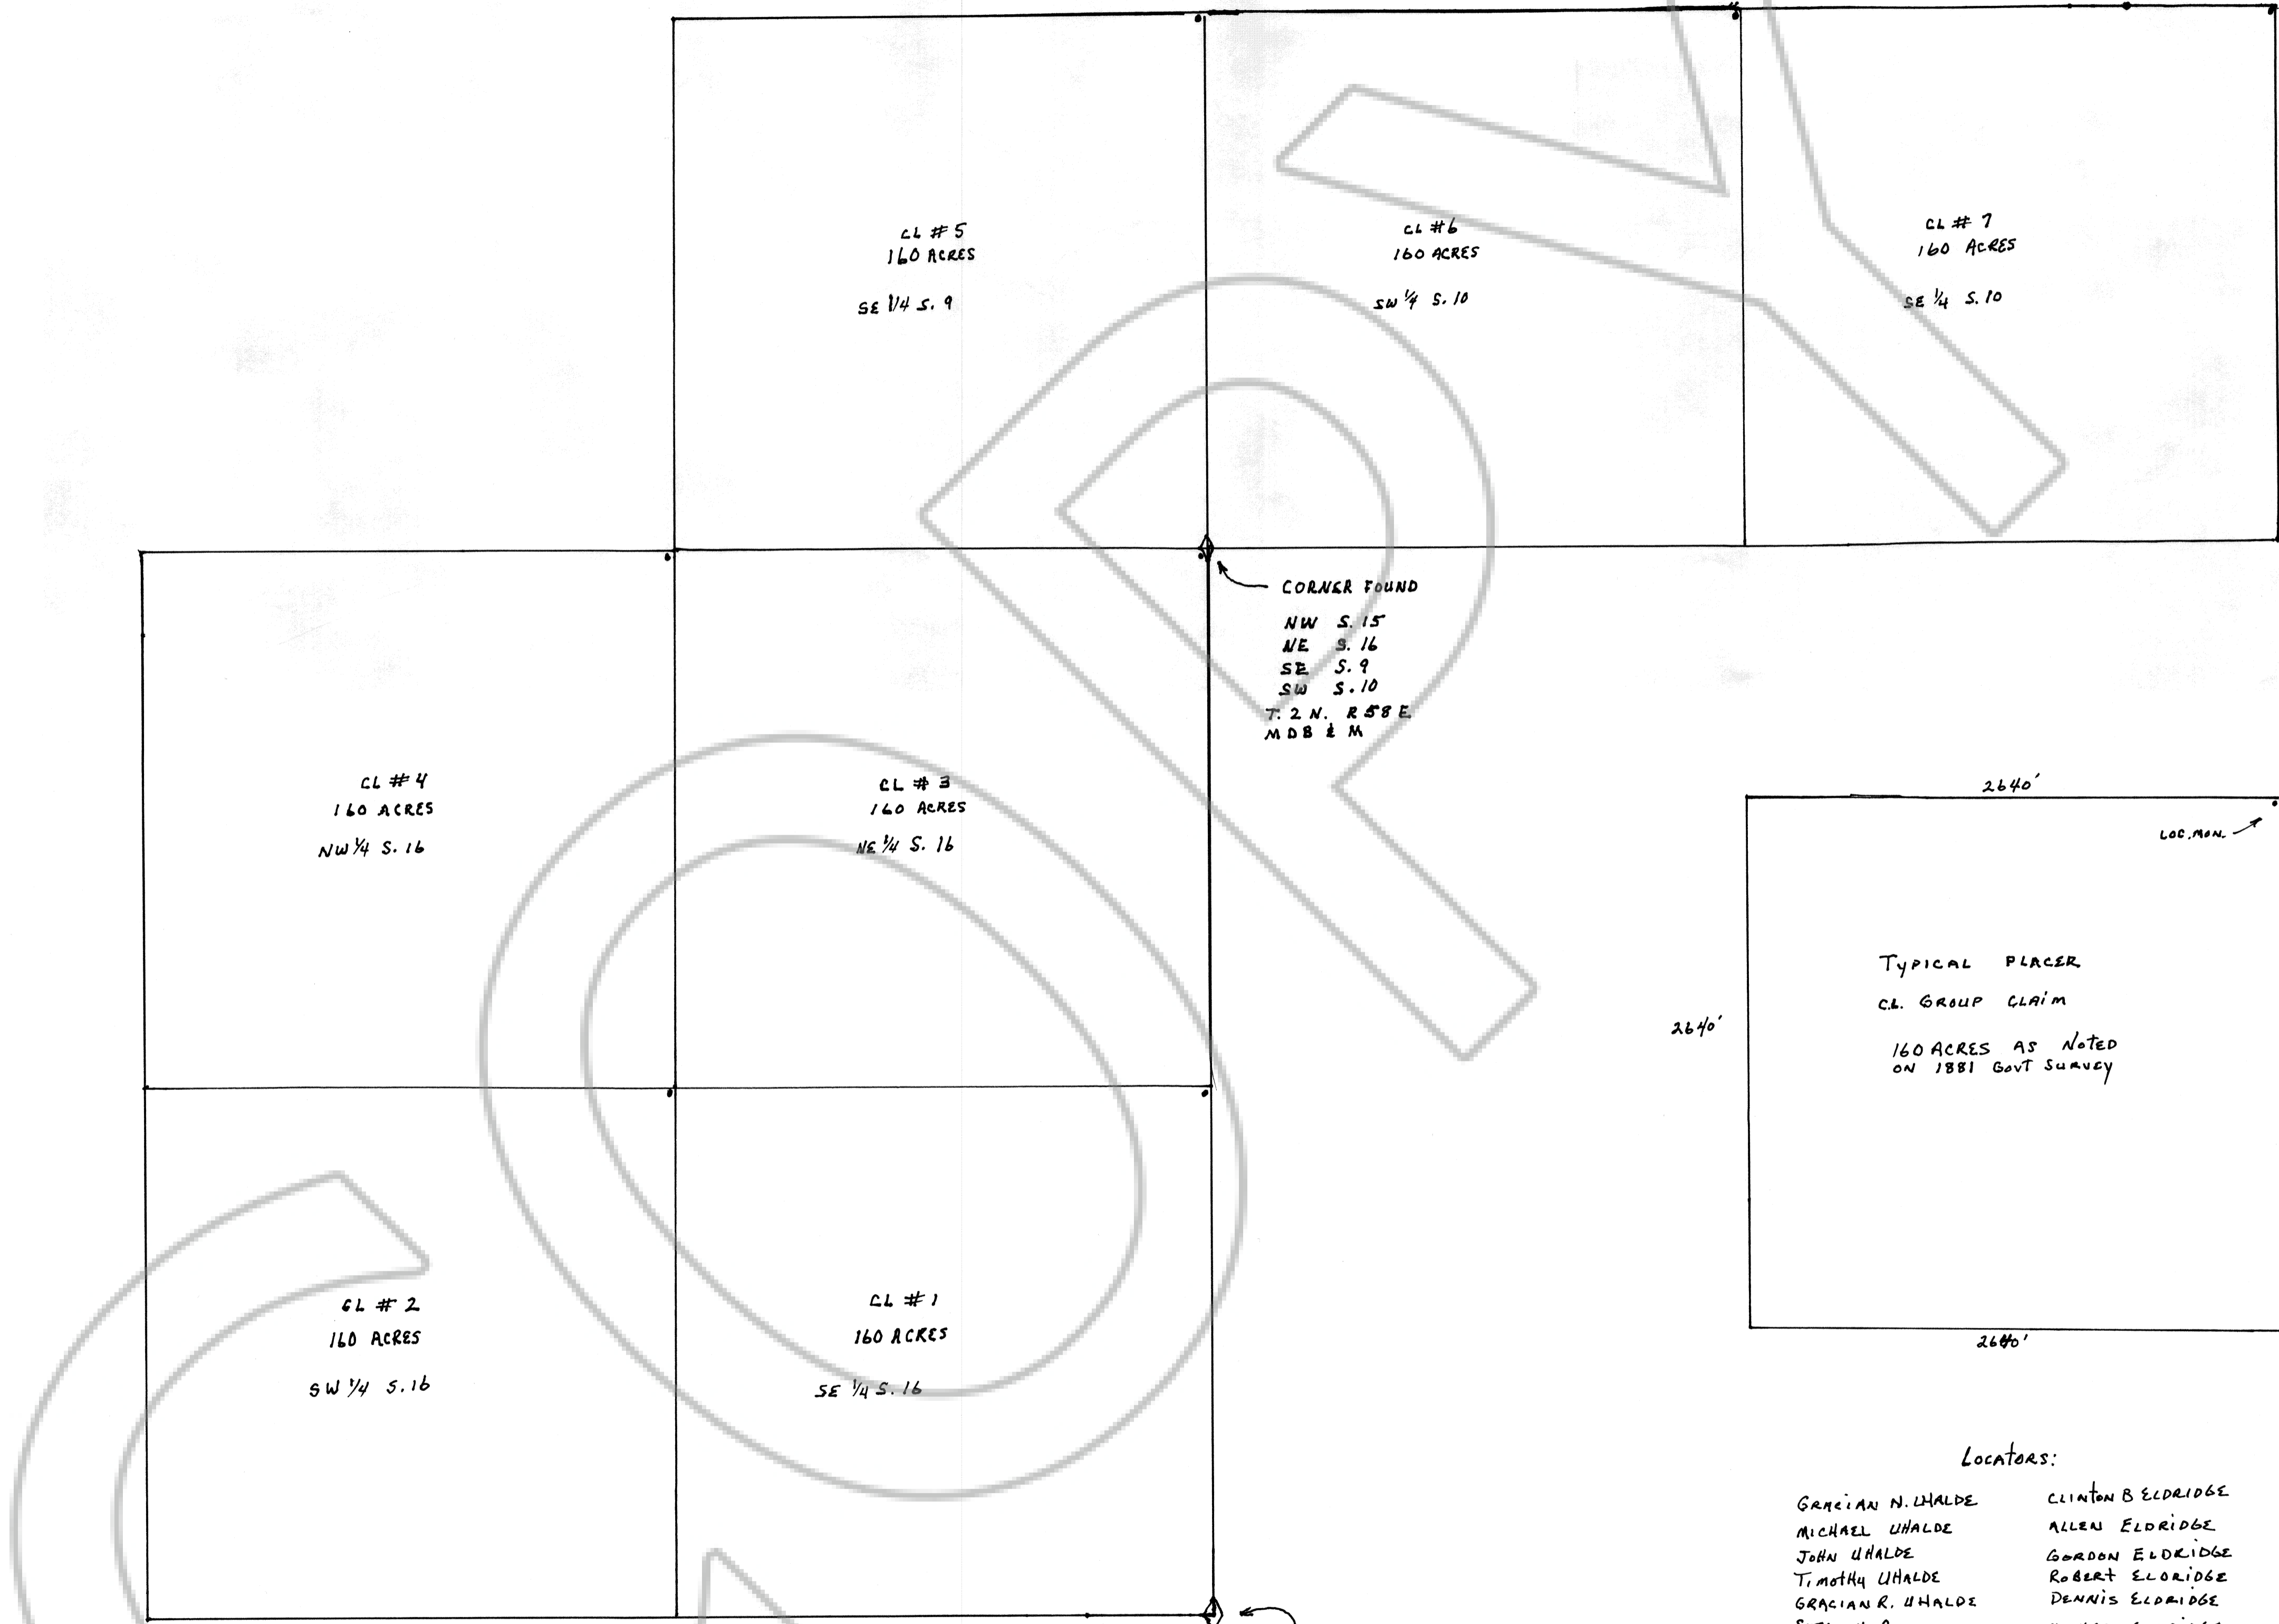 CL # 5
160 ACRES
SE 1/4 S. 9
CL #6
160 ACRES
SW 1/4 S. 10
CL # 7
160 ACRES
SE 1/4 S. 10
CORNER FOUND
NW S. 15
NE S. 16
SE S. 9
SW S. 10
T. 2 N. R 58 E
MDB & M
CL # 4
160 ACRES
NW 1/4 S. 16
CL # 3
160 ACRES
NE 1/4 S. 16
2640'
LOC. MON.
TYPICAL PLACER
C.L. GROUP CLAIM
2640'
160 ACRES AS NOTED
ON 1881 GOVT SURVEY
2640'
CL # 2
160 ACRES
SW 1/4 S. 16
CL # 1
160 ACRES
SE 1/4 S. 16
LOCATORS:
GRACIAN N. UHALDE CLINTON B ELDRIDGE
MICHAEL UHALDE ALLEN ELDRIDGE
JOHN UHALDE GORDON ELDRIDGE
TIMOTHY UHALDE ROBERT ELDRIDGE
GRACIAN R. UHALDE DENNIS ELDRIDGE
COPY